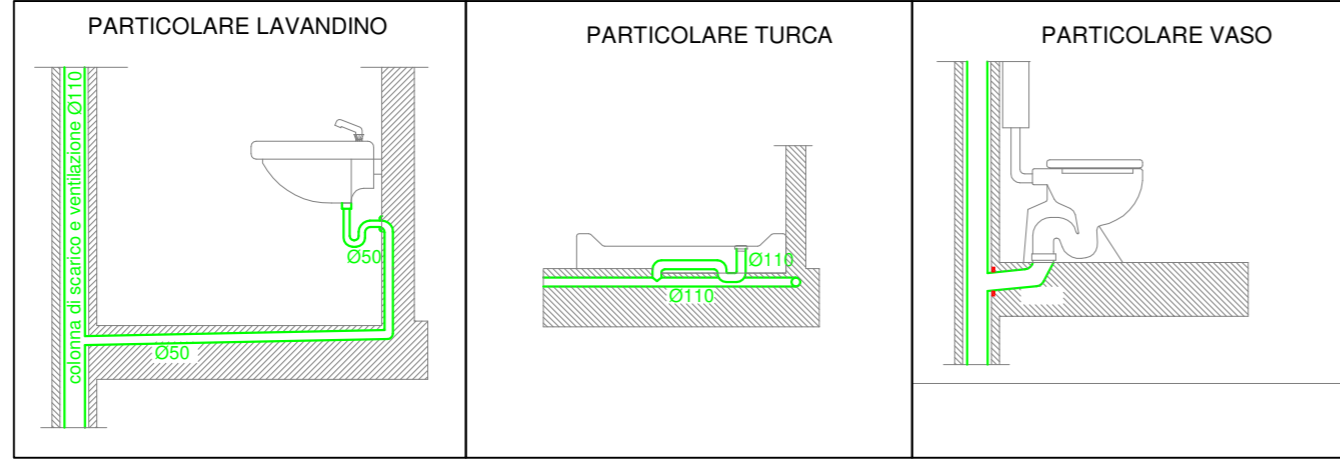 PARTICOLARE LAVANDINO
colonna di scarico e ventilazione Ø110
Ø50
Ø50
PARTICOLARE TURCA
Ø110
Ø110
PARTICOLARE VASO